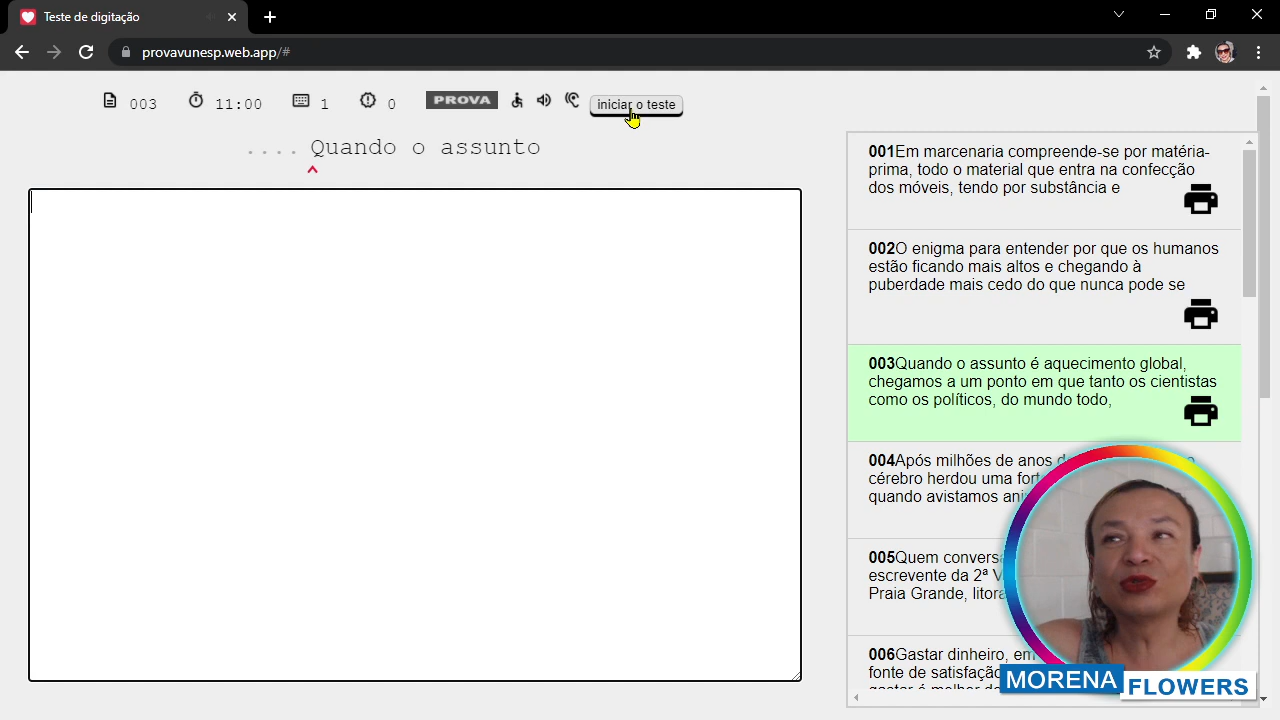 Teste de digitação
provavunesp.web.app/#
003 11:00 1 0 PROVA iniciar o teste
.... Quando o assunto
001Em marcenaria compreende-se por matéria-
prima, todo o material que entra na confecção
dos móveis, tendo por substância e
002O enigma para entender por que os humanos
estão ficando mais altos e chegando à
puberdade mais cedo do que nunca pode se
003Quando o assunto é aquecimento global,
chegamos a um ponto em que tanto os cientistas
como os políticos, do mundo todo,
004Após milhões de anos
cérebro herdou uma
quando avistamos
005Quem
escrevente da 2ª
Praia Grande,
006Gastar dinheiro,
fonte de
MORENA
FLOWERS